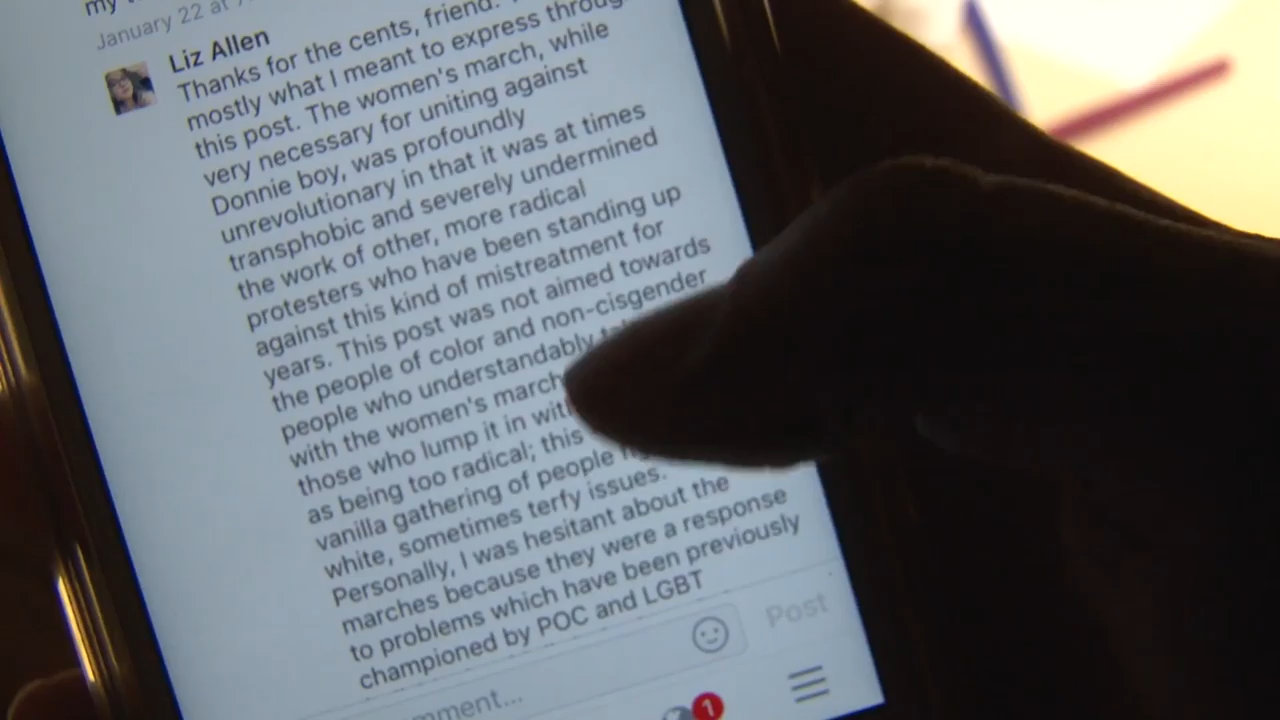 my
January 22 at
Liz Allen
Thanks for the cents, friend.
mostly what I meant to express through
this post. The women's march, while
very necessary for uniting against
Donnie boy, was profoundly
unrevolutionary in that it was at times
transphobic and severely undermined
the work of other, more radical
protesters who have been standing up
against this kind of mistreatment for
years. This post was not aimed towards
the people of color and non-cisgender
people who understandably
with the women's march
those who lump it in with
as being too radical; this
vanilla gathering of people
white, sometimes terfy issues.
Personally, I was hesitant about the
marches because they were a response
to problems which have been previously
championed by POC and LGBT
Post
mment...
1